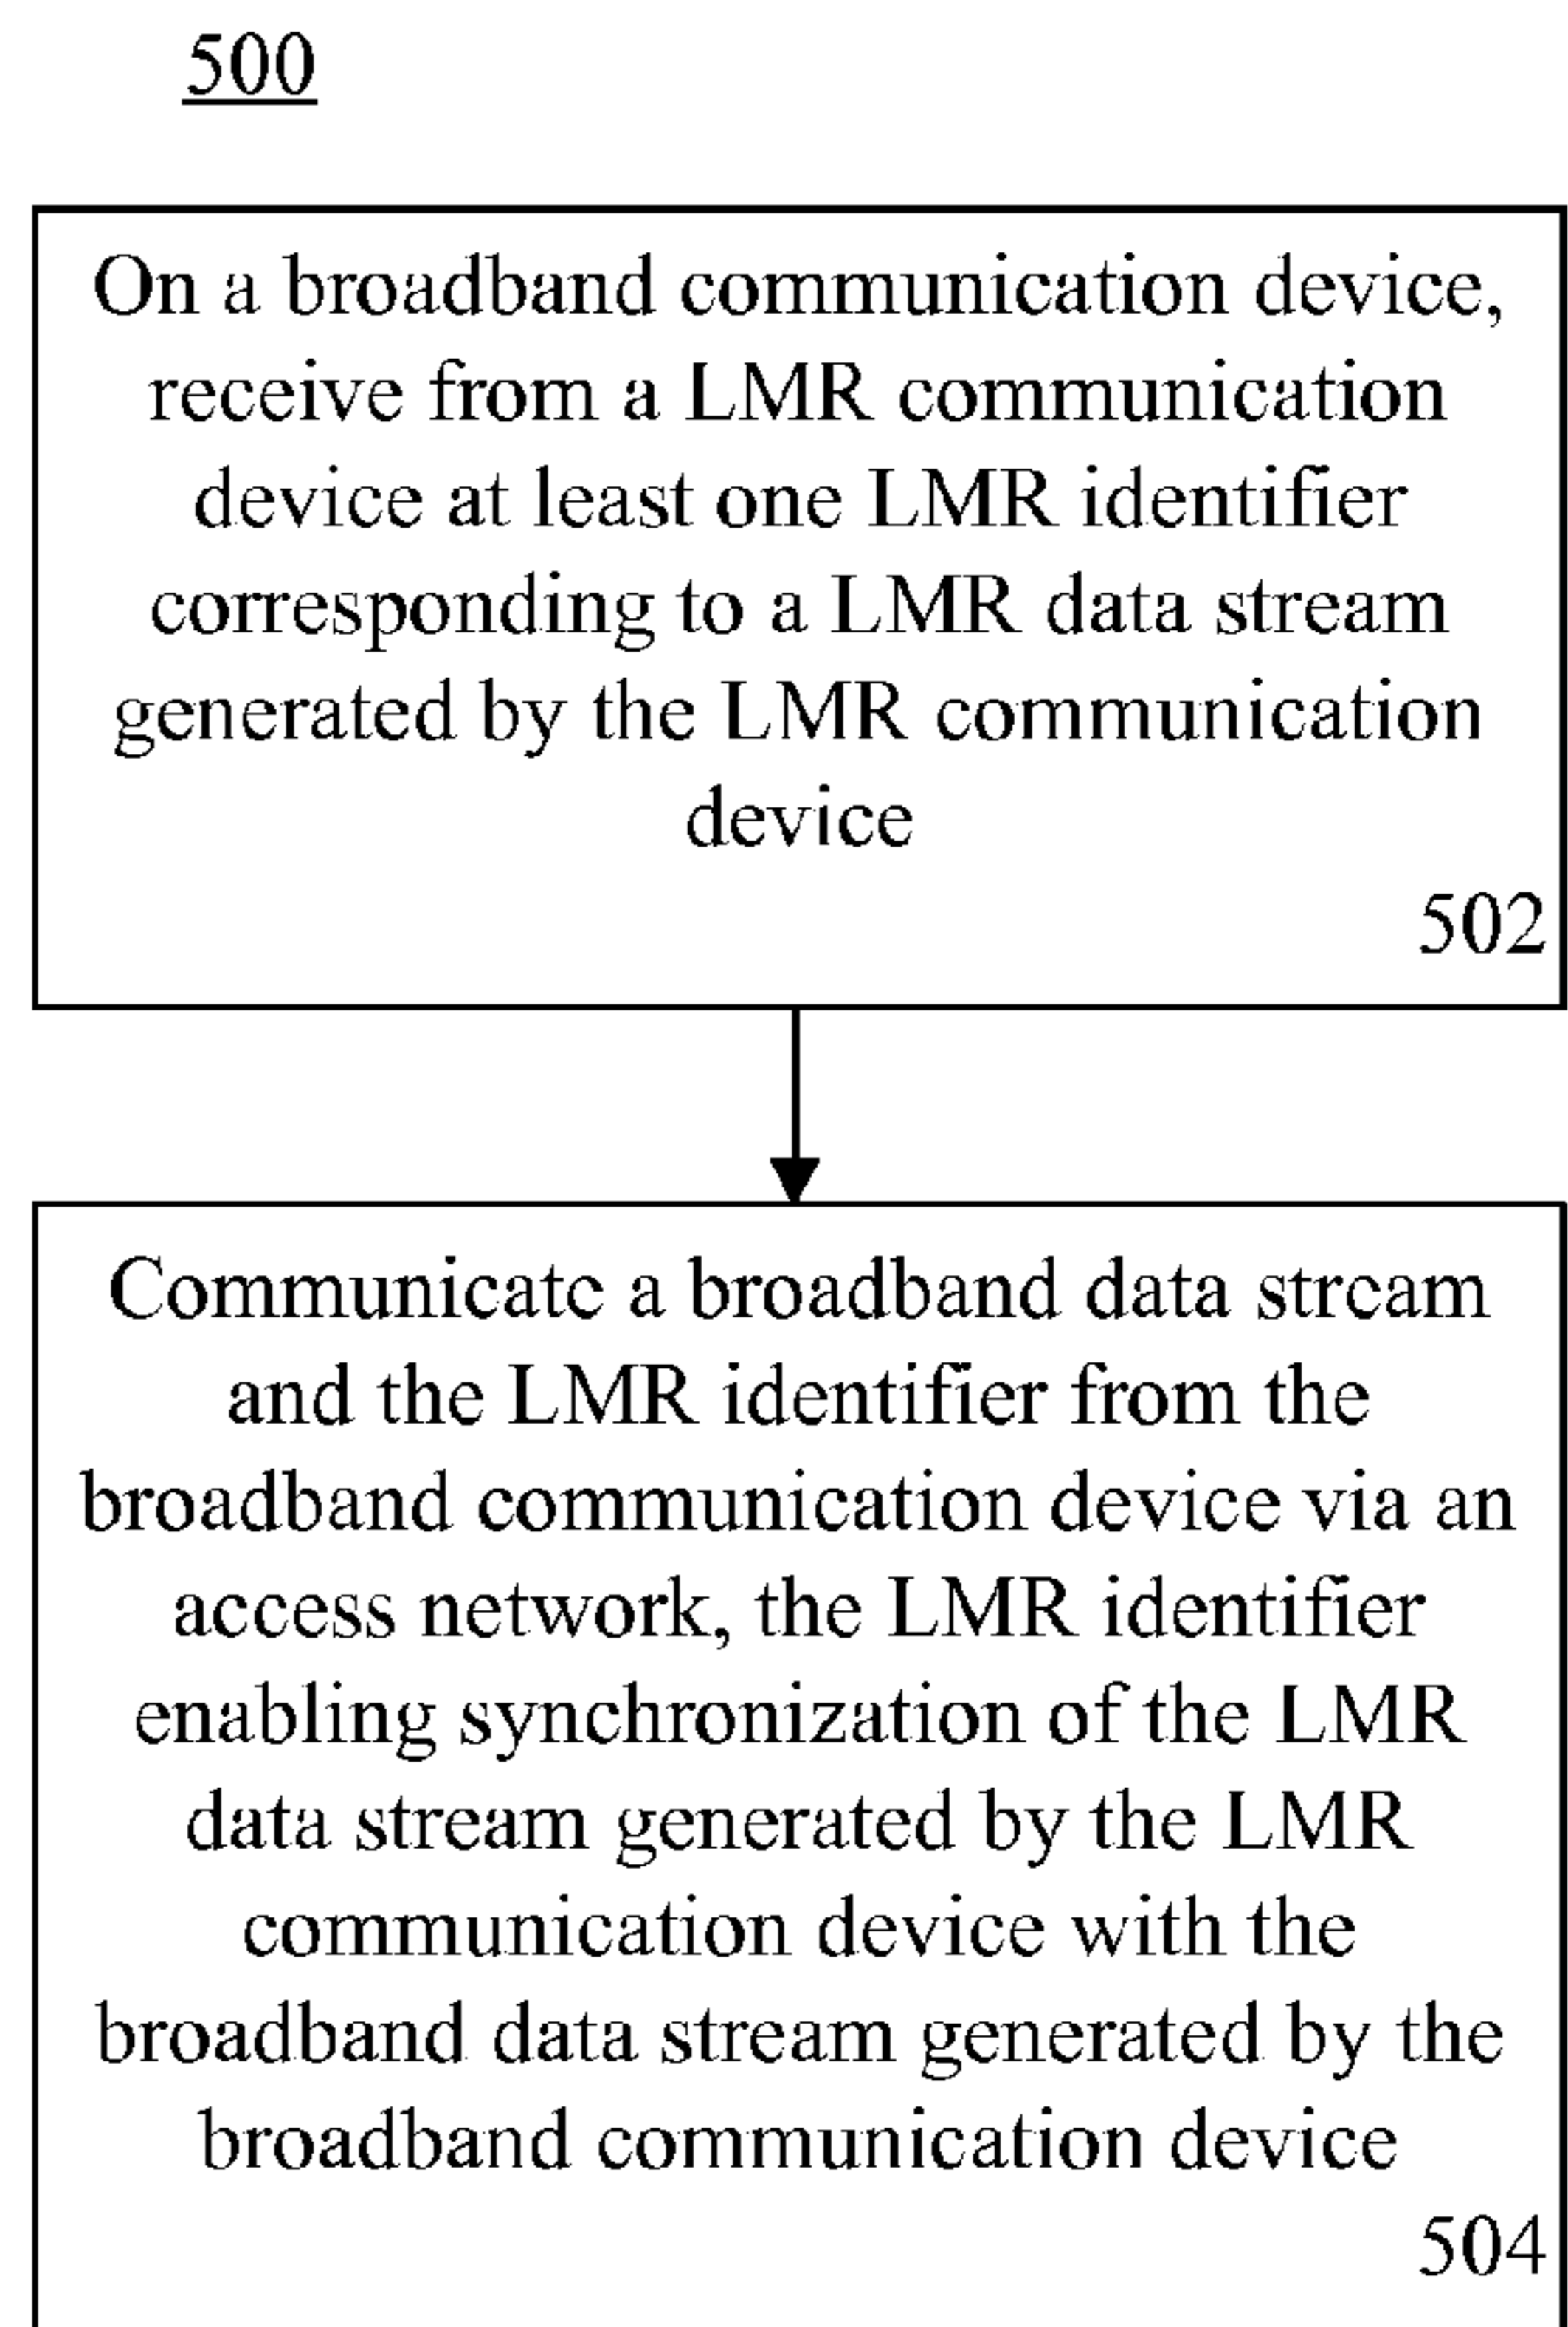 500
On a broadband communication device,
receive from a LMR communication
device at least one LMR identifier
corresponding to a LMR data stream
generated by the LMR communication
device
502
Communicate a broadband data stream
and the LMR identifier from the
broadband communication device via an
access network, the LMR identifier
enabling synchronization of the LMR
data stream generated by the LMR
communication device with the
broadband data stream generated by the
broadband communication device
504